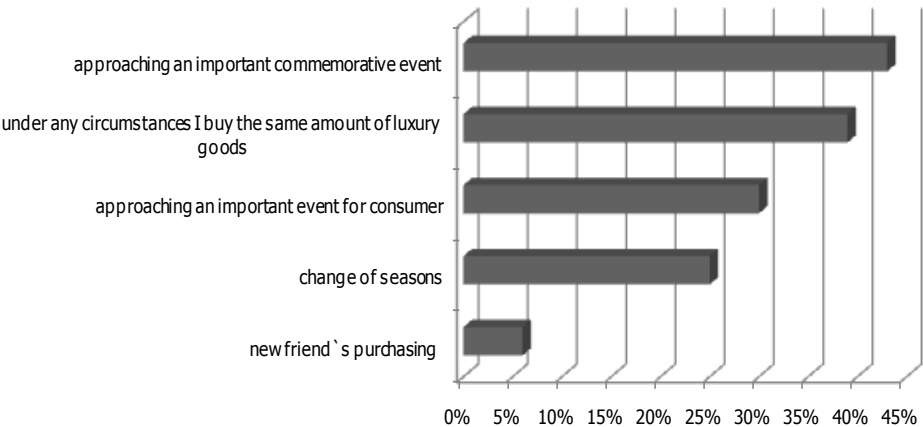 approaching an important commemorative event
under any circumstances I buy the same amount of luxury
goods
approaching an important event for consumer
change of seasons
new friend`s purchasing
0% 5% 10% 15% 20% 25% 30% 35% 40% 45%